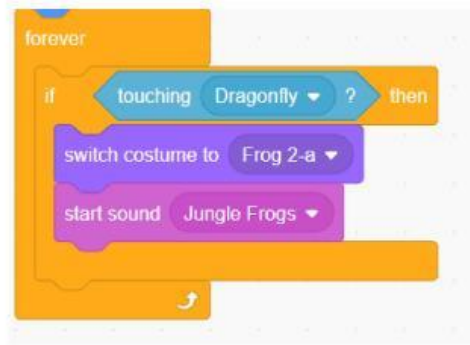 forever
if touching Dragonfly ? then
switch costume to Frog 2-a
start sound Jungle Frogs